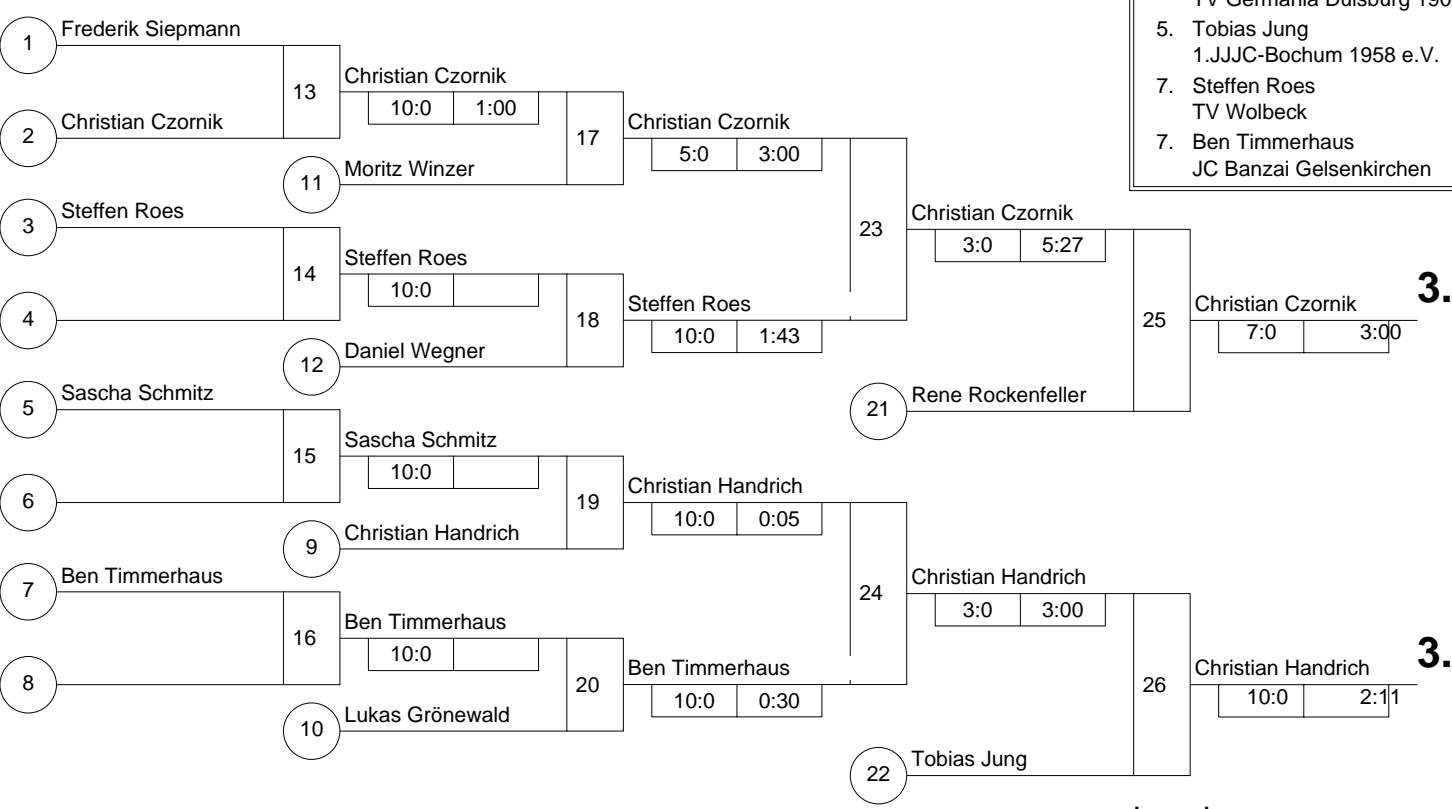 TV Germania Duisburg 190
5. Tobias Jung
1.JJJC-Bochum 1958 e.V.
7. Steffen Roes
TV Wolbeck
7. Ben Timmerhaus
JC Banzai Gelsenkirchen
1 Frederik Siepmann
13 Christian Czornik
10:0 1:00
2 Christian Czornik
17 Christian Czornik
5:0 3:00
11 Moritz Winzer
3 Steffen Roes
23 Christian Czornik
3:0 5:27
14 Steffen Roes
10:0
4
18 Steffen Roes
10:0 1:43
12 Daniel Wegner
25 Christian Czornik 3.
7:0 3:00
5 Sascha Schmitz
21 Rene Rockenfeller
15 Sascha Schmitz
10:0
6
19 Christian Handrich
10:0 0:05
9 Christian Handrich
7 Ben Timmerhaus
24 Christian Handrich
3:0 3:00
16 Ben Timmerhaus
10:0
8
20 Ben Timmerhaus
10:0 0:30
10 Lukas Grönewald
26 Christian Handrich 3.
10:0 2:11
22 Tobias Jung